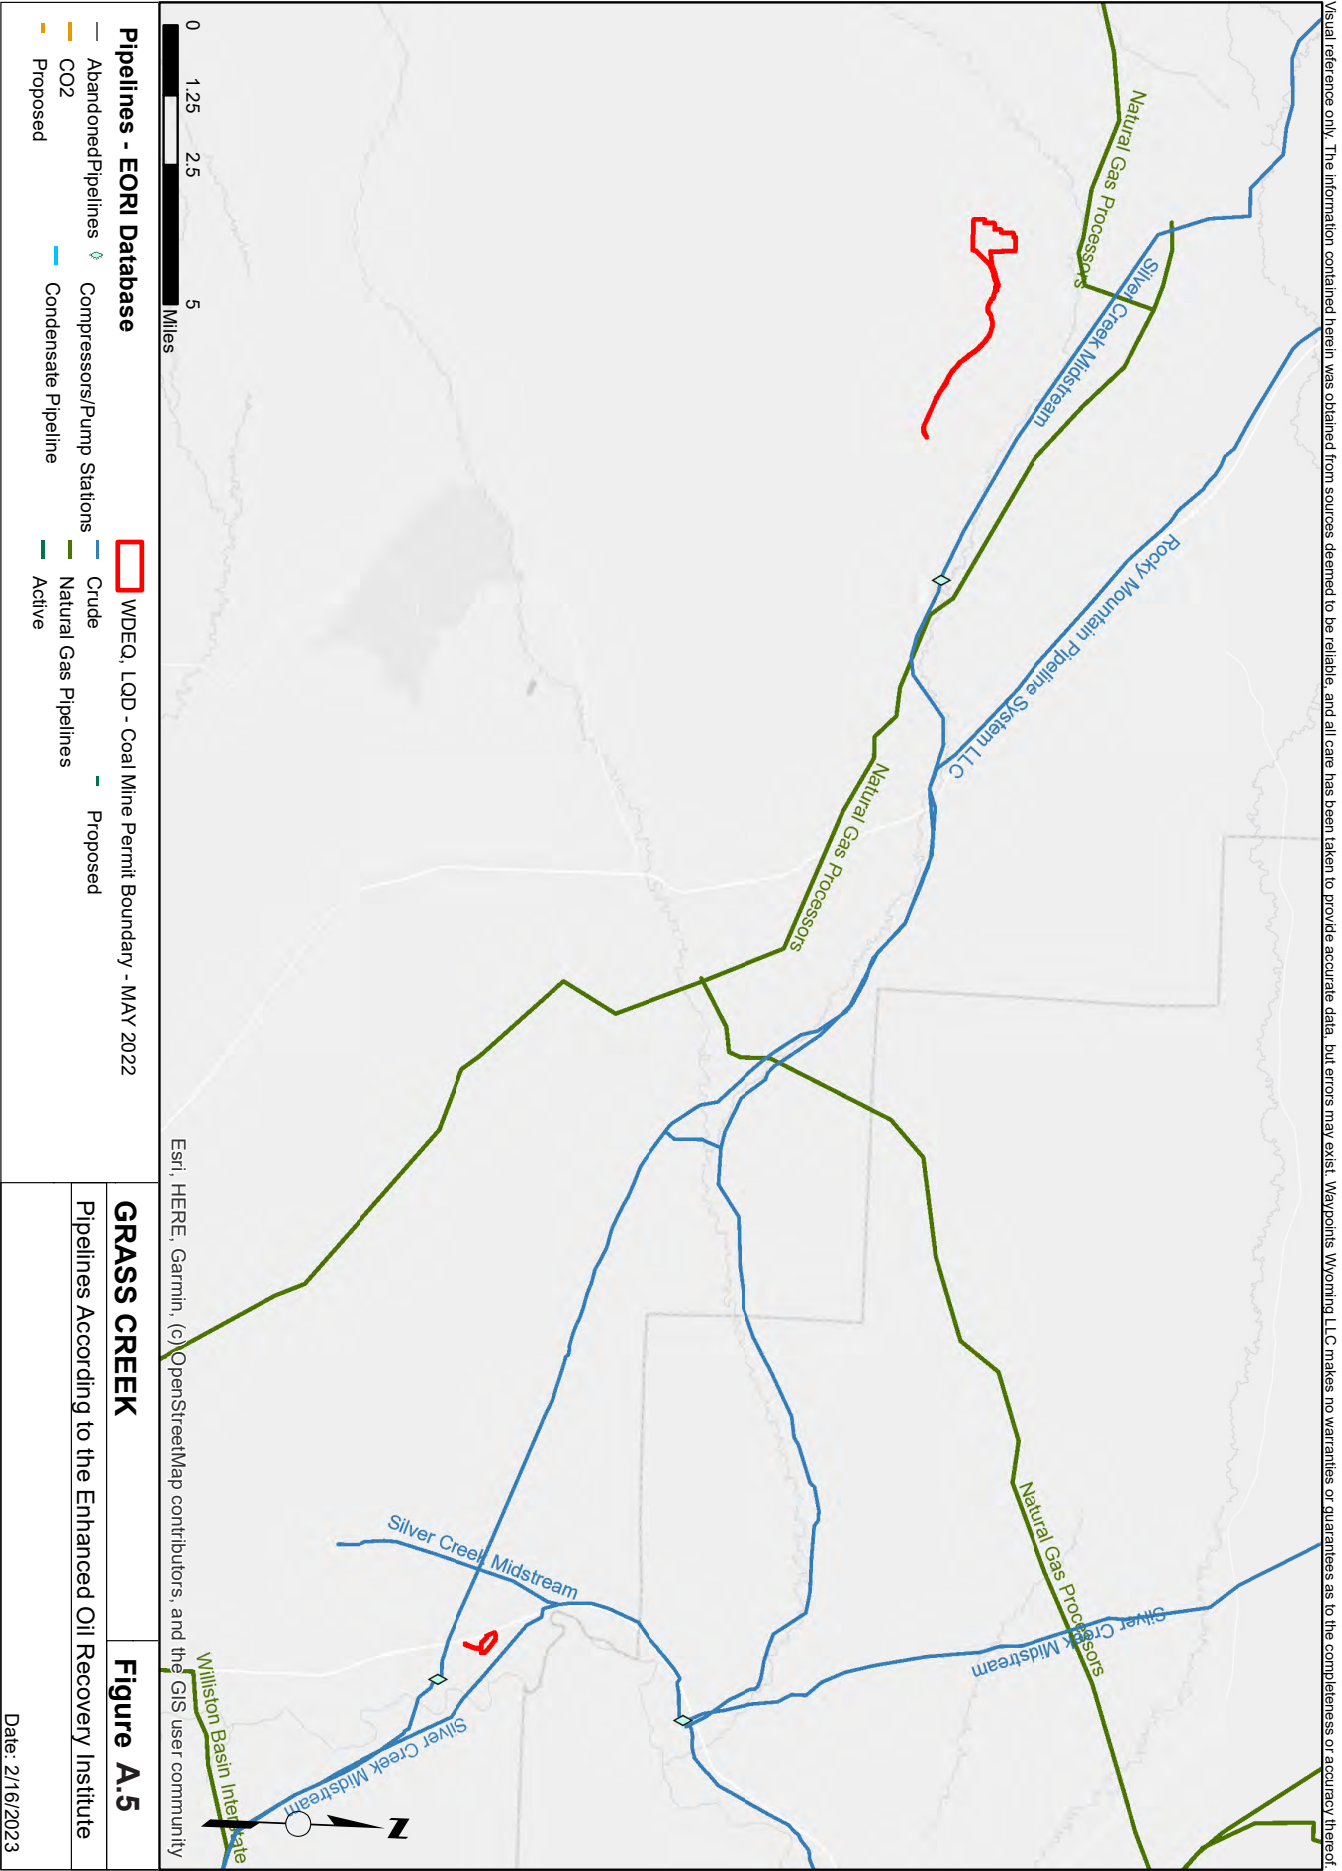 Visual reference only. The information contained herein was obtained from sources deemed to be reliable, and all care has been taken to provide accurate data, but errors may exist. Waypoints Wyoming LLC makes no warranties or guarantees as to the completeness or accuracy thereof
Natural Gas Processors
Silver Creek Midstream
Rocky Mountain Pipeline System LLC
Natural Gas Processors
Natural Gas Processors
Silver Creek Midstream
Silver Creek Midstream
Silver Creek Midstream
Williston Basin Interstate
N
0 1.25 2.5 5
Miles
Esri, HERE, Garmin, (c) OpenStreetMap contributors, and the GIS user community
Pipelines - EORI Database
AbandonedPipelines
CO2
Proposed
Compressors/Pump Stations
Condensate Pipeline
WDEQ, LQD - Coal Mine Permit Boundary - MAY 2022
Crude
Natural Gas Pipelines
Active
Proposed
GRASS CREEK
Figure A.5
Pipelines According to the Enhanced Oil Recovery Institute
Date: 2/16/2023